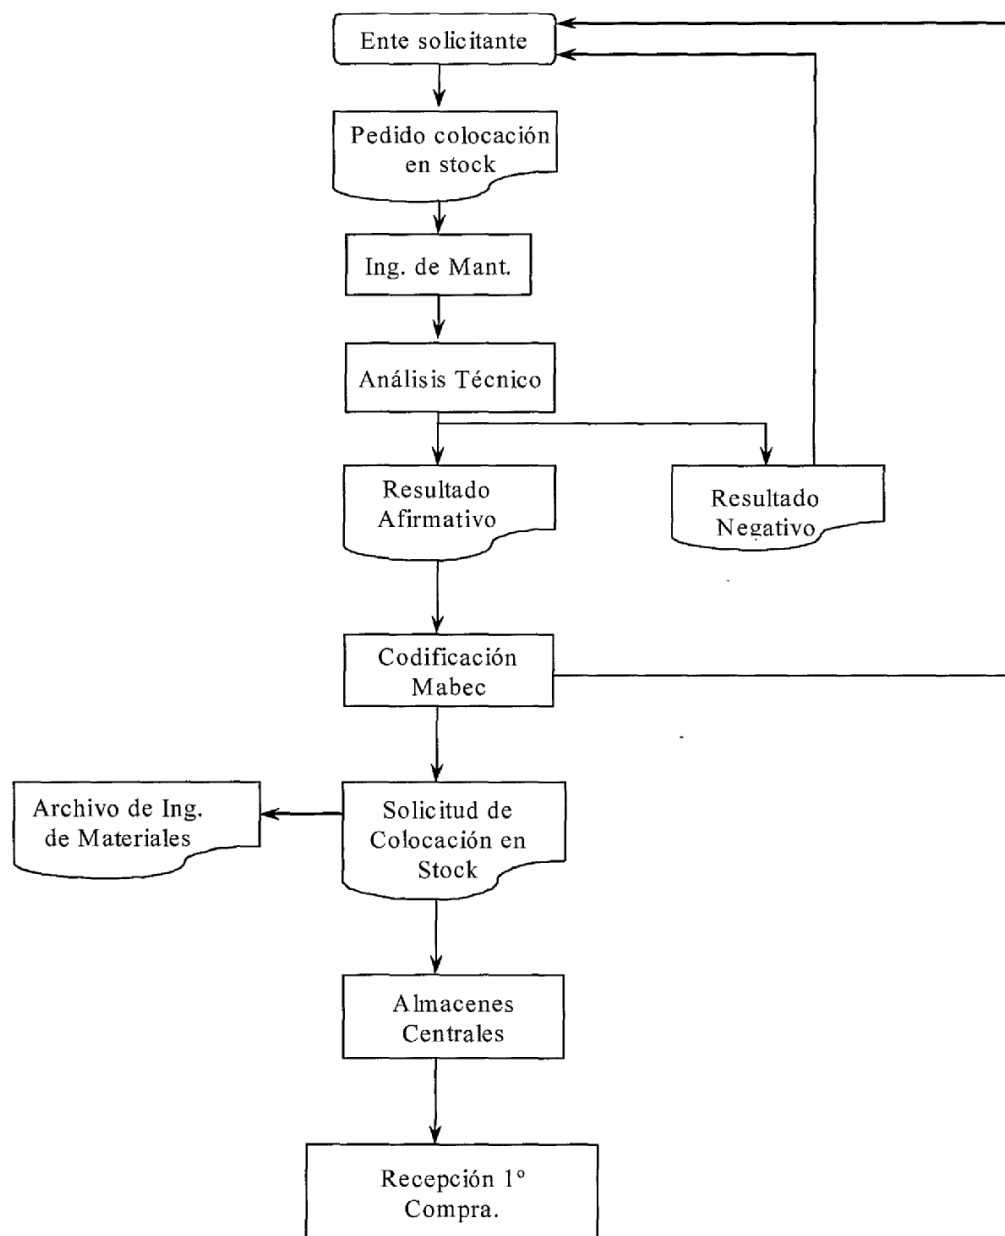 Ente solicitante
Pedido colocación
en stock
Ing. de Mant.
Análisis Técnico
Resultado
Afirmativo
Resultado
Negativo
Codificación
Mabec
Archivo de Ing.
de Materiales
Solicitud de
Colocación en
Stock
Almacenes
Centrales
Recepción 1º
Compra.